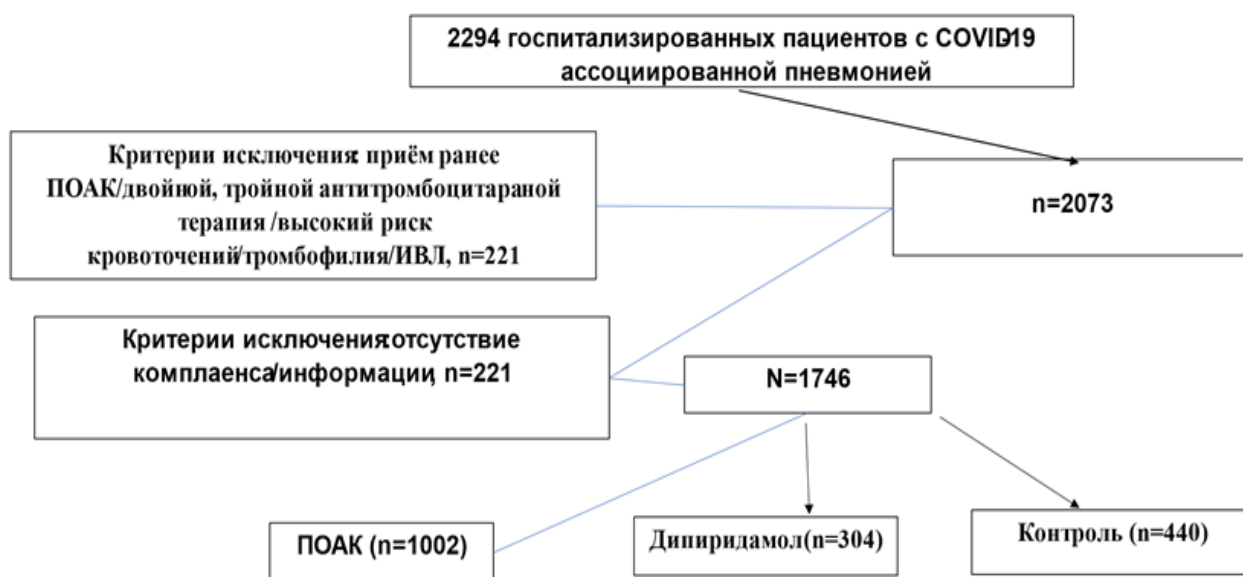 2294 госпитализированных пациентов с COVID19
ассоциированной пневмонией
Критерии исключения: приём ранее
ПОАК/двойной, тройной антитромбоцитараной
терапия /высокий риск
кровоточений/тромбофилия/ИВЛ, n=221
n=2073
Критерии исключения:отсутствие
комплаенса/информации, n=221
N=1746
ПОАК (n=1002)
Дипиридамол(n=304)
Контроль (n=440)